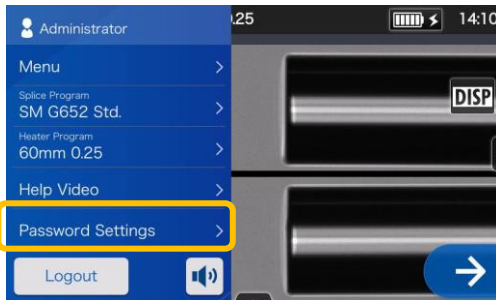 Administrator
.25
14:10
Menu
Splice Program
SM G652 Std.
DISP
Heater Program
60mm 0.25
Help Video
Password Settings
Logout